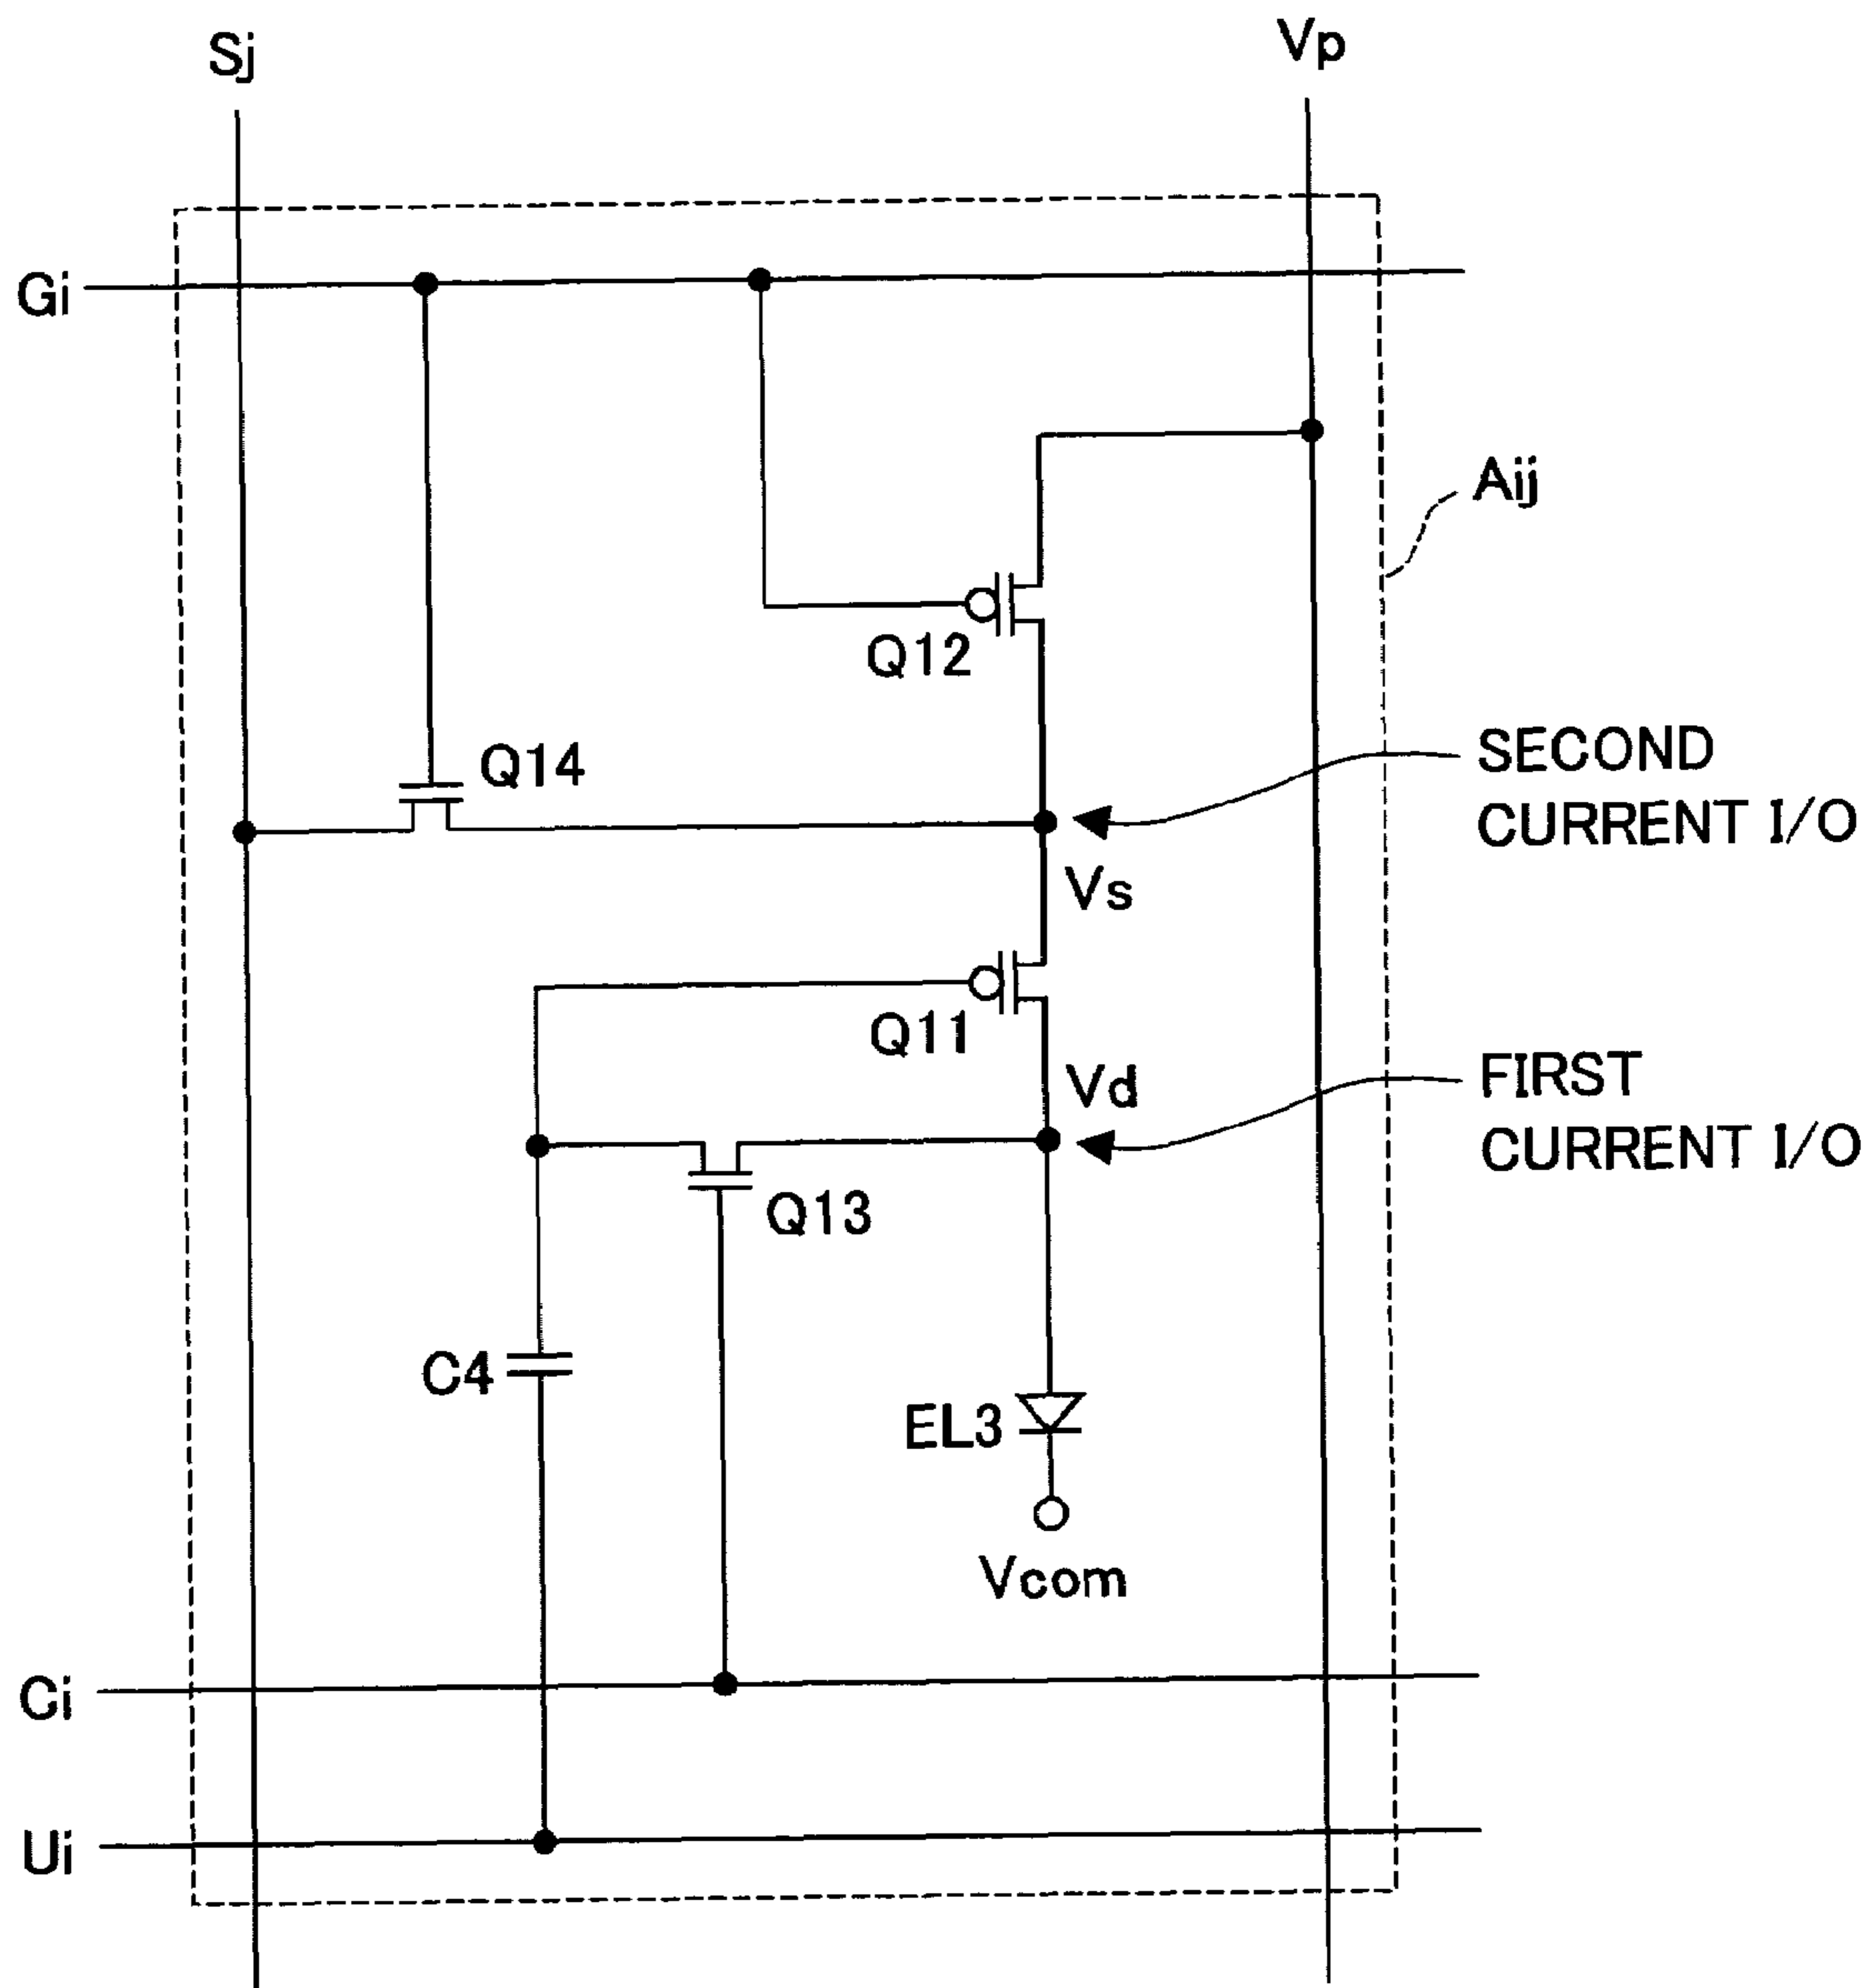 Sj
Vp
Gi
Aij
Q12
Q14
SECOND
CURRENT I/O
Vs
Q11
Vd
FIRST
CURRENT I/O
Q13
C4
EL3
Vcom
Ci
Ui